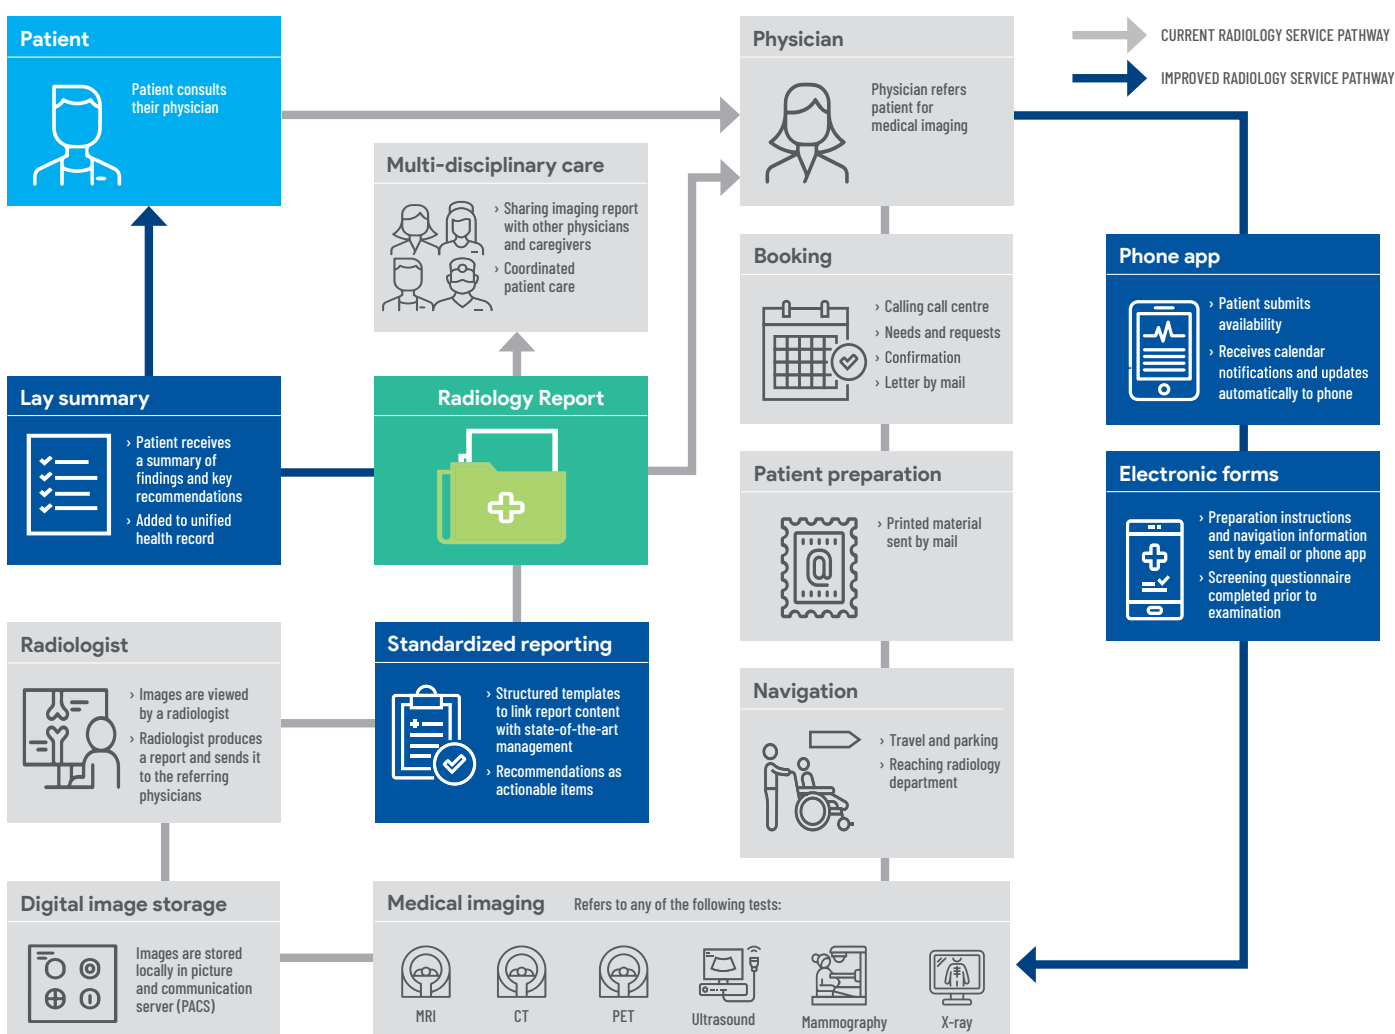 Patient
Patient consults
their physician
Physician
Physician refers
patient for
medical imaging
CURRENT RADIOLOGY SERVICE PATHWAY
IMPROVED RADIOLOGY SERVICE PATHWAY
Multi-disciplinary care
› Sharing imaging report
with other physicians
and caregivers
› Coordinated
patient care
Booking
› Calling call centre
› Needs and requests
› Confirmation
› Letter by mail
Phone app
› Patient submits
availability
› Receives calendar
notifications and updates
automatically to phone
Lay summary
› Patient receives
a summary of
findings and key
recommendations
› Added to unified
health record
Radiology Report
Patient preparation
@
› Printed material
sent by mail
Electronic forms
› Preparation instructions
and navigation information
sent by email or phone app
› Screening questionnaire
completed prior to
examination
Radiologist
› Images are viewed
by a radiologist
› Radiologist produces
a report and sends it
to the referring
physicians
Standardized reporting
› Structured templates
to link report content
with state-of-the-art
management
› Recommendations as
actionable items
Navigation
› Travel and parking
› Reaching radiology
department
Digital image storage
Images are stored
locally in picture
and communication
server (PACS)
Medical imaging
Refers to any of the following tests:
MRI
CT
PET
Ultrasound
Mammography
X-ray